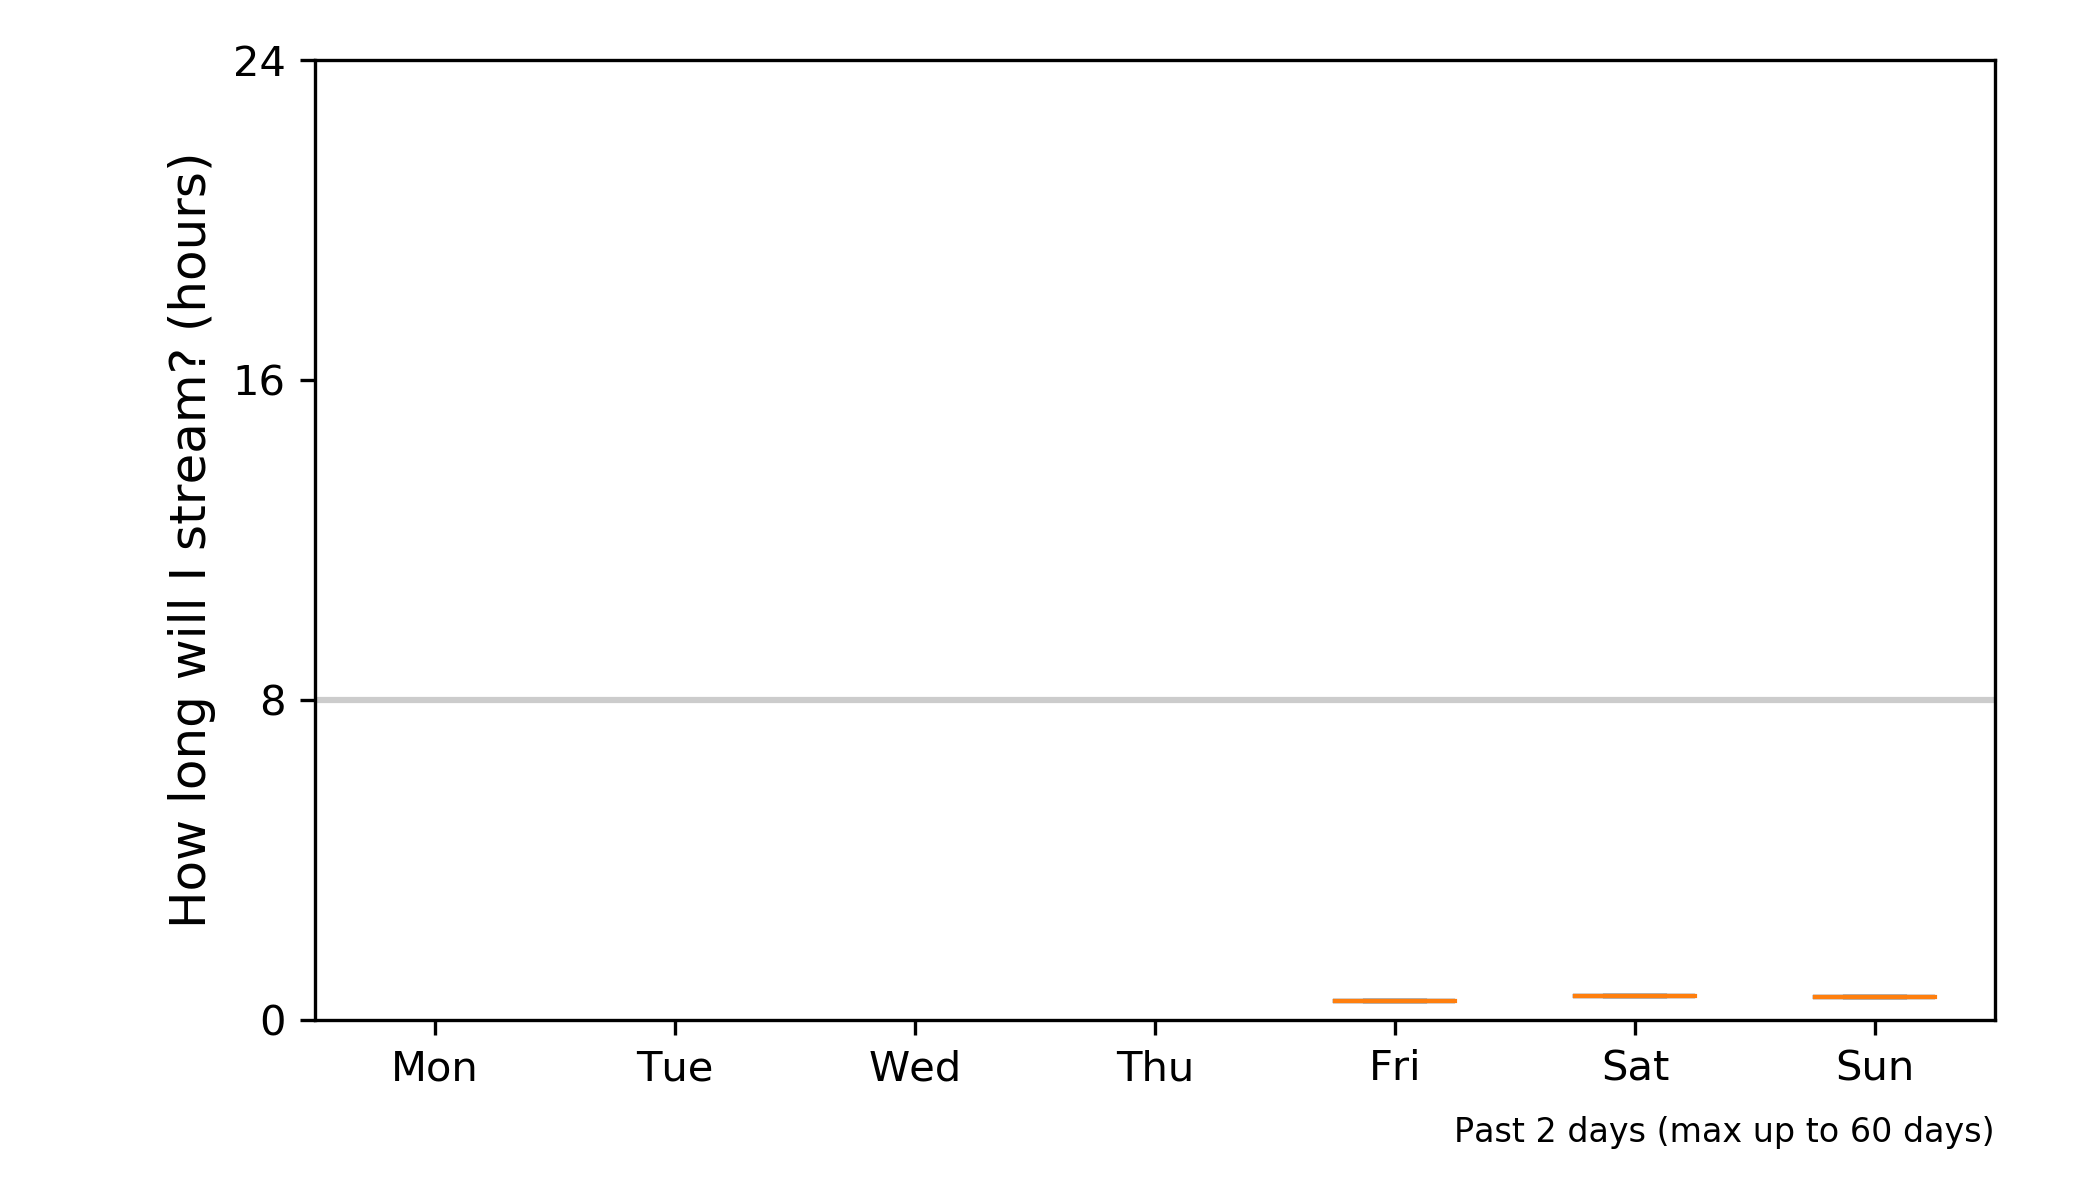 How long will I stream? (hours)
24
16
8
0
Mon Tue Wed Thu Fri Sat Sun
Past 2 days (max up to 60 days)